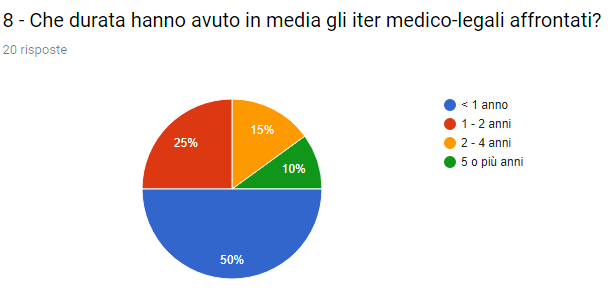 8 - Che durata hanno avuto in media gli iter medico-legali affrontati?
20 risposte
< 1 anno
1 - 2 anni
2 - 4 anni
5 o più anni
15%
25%
10%
50%